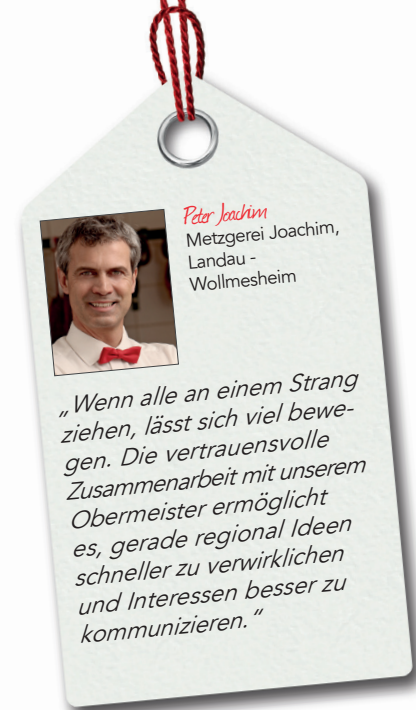 Peter Joachim
Metzgerei Joachim,
Landau -
Wollmesheim
„Wenn alle an einem Strang
ziehen, lässt sich viel bewe-
gen. Die vertrauensvolle
Zusammenarbeit mit unserem
Obermeister ermöglicht
es, gerade regional Ideen
schneller zu verwirklichen
und Interessen besser zu
kommunizieren.“